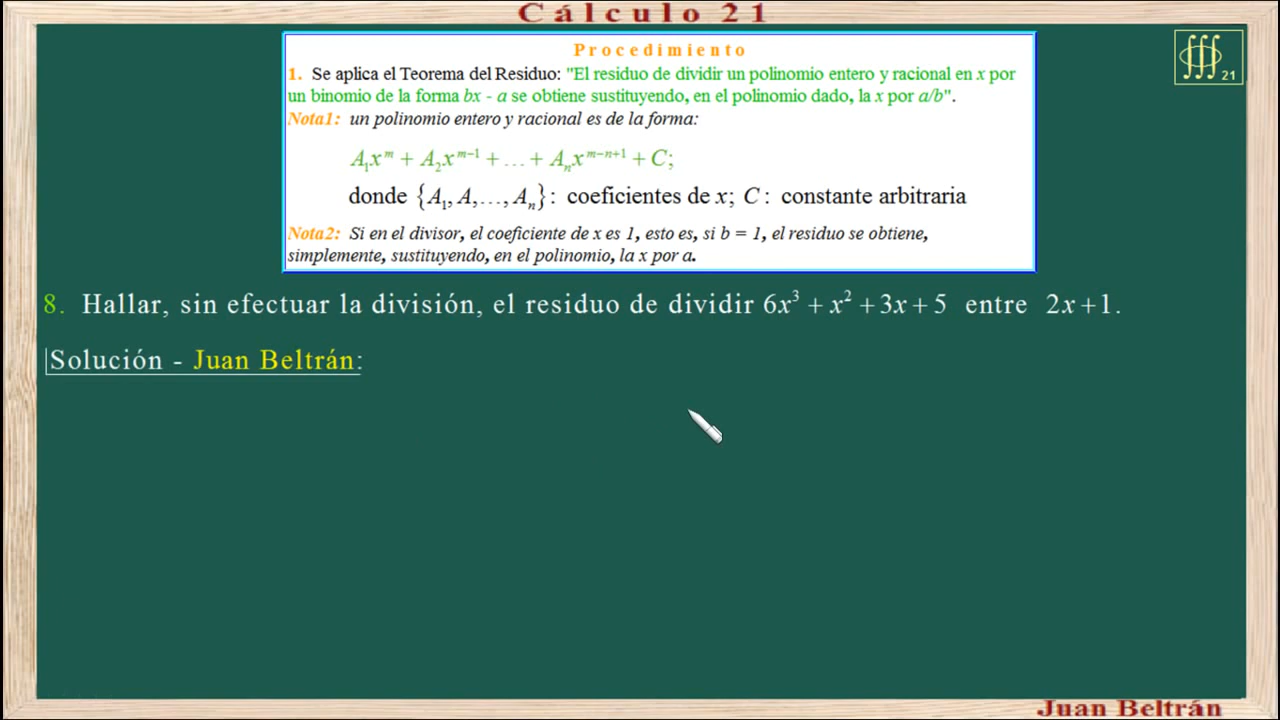 Cálculo 21
Procedimiento
1. Se aplica el Teorema del Residuo: "El residuo de dividir un polinomio entero y racional en x por
un binomio de la forma bx - a se obtiene sustituyendo, en el polinomio dado, la x por a/b".
Nota1: un polinomio entero y racional es de la forma:
A₁xᵐ + A₂xᵐ⁻¹ + … + Aₙxᵐ⁻ⁿ⁺¹ + C;
donde {A₁, A,…, Aₙ}: coeficientes de x; C: constante arbitraria
Nota2: Si en el divisor, el coeficiente de x es 1, esto es, si b = 1, el residuo se obtiene,
simplemente, sustituyendo, en el polinomio, la x por a.
8. Hallar, sin efectuar la división, el residuo de dividir 6x³ + x² + 3x + 5 entre 2x + 1.
Solución - Juan Beltrán:
∫∫∫ 21
Juan Beltrán